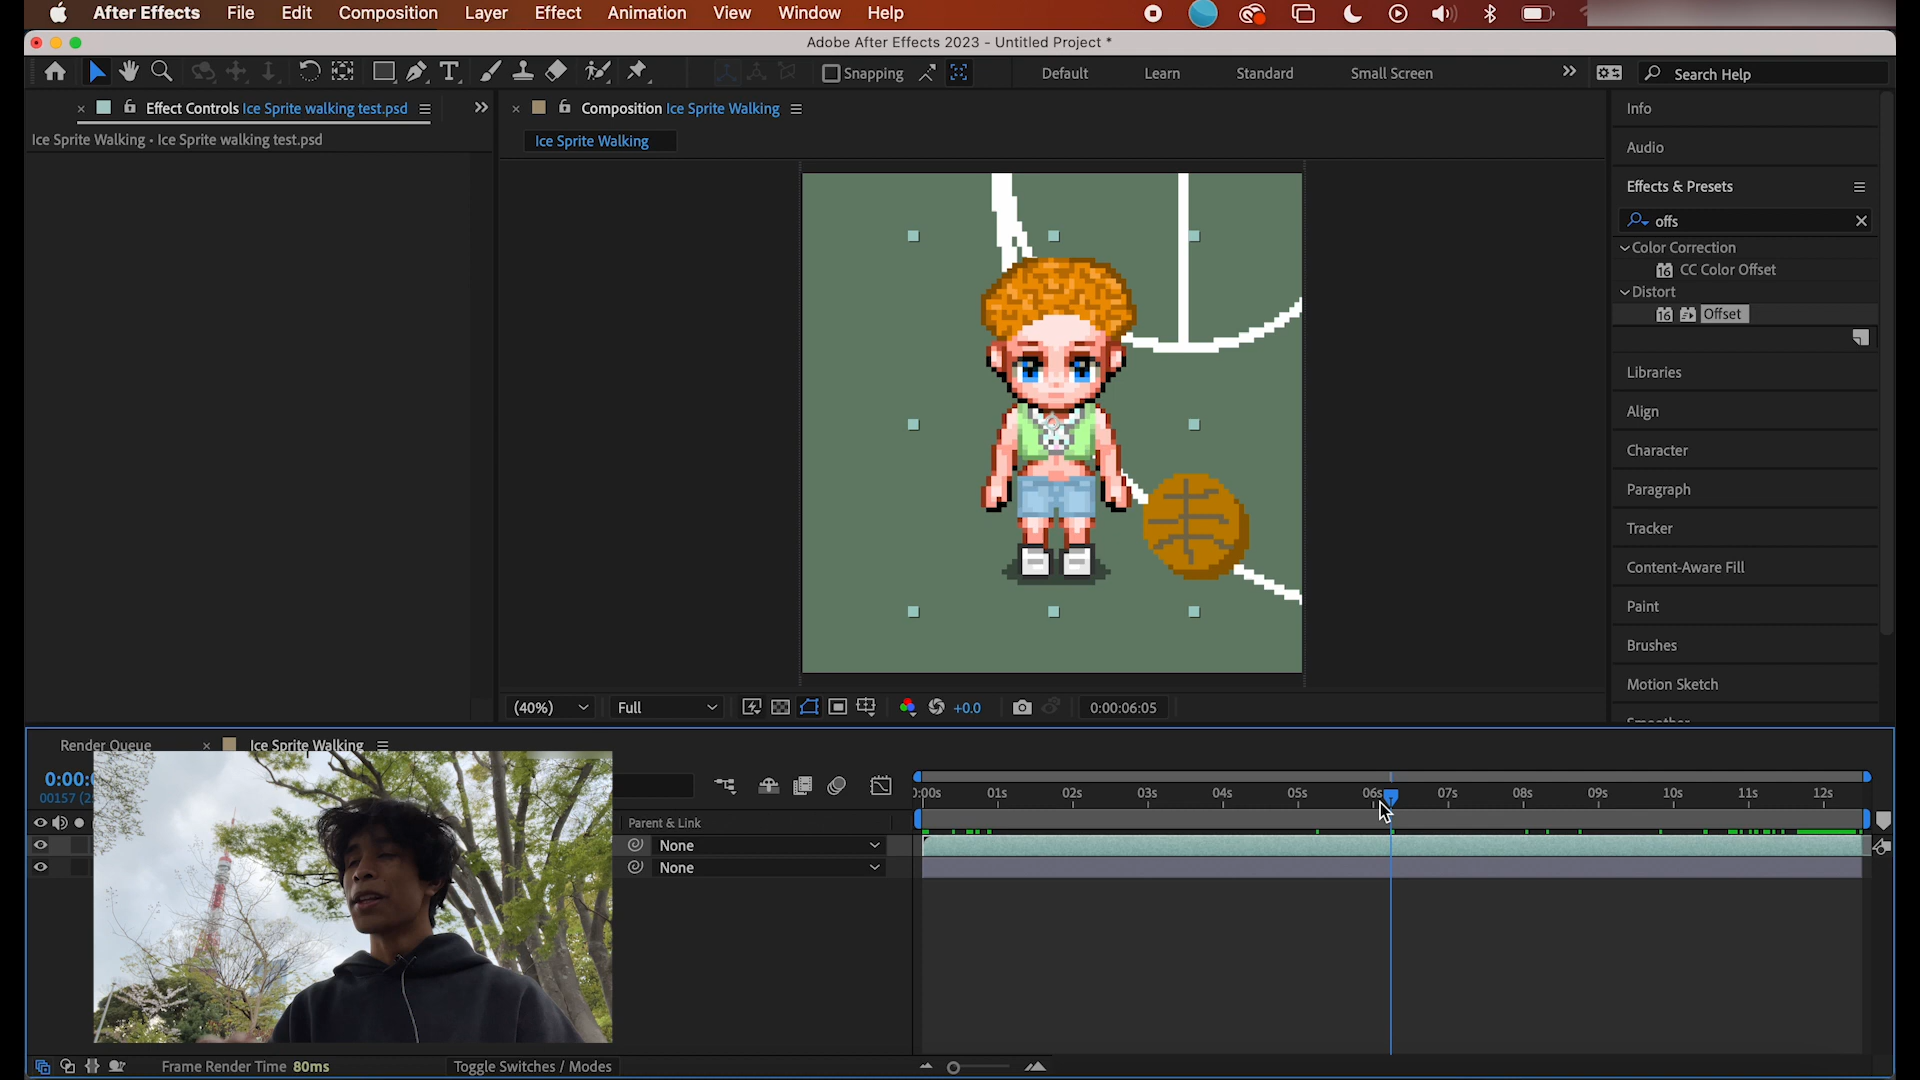 After Effects File Edit Composition Layer Effect Animation View Window Help
Adobe After Effects 2023 - Untitled Project *
Snapping Default Learn Standard Small Screen Search Help
Effect Controls Ice Sprite walking test.psd
Composition Ice Sprite Walking
Ice Sprite Walking • Ice Sprite walking test.psd
Ice Sprite Walking
Info
Audio
Effects & Presets
offs
Color Correction
16 CC Color Offset
Distort
16 Offset
Libraries
Align
Character
Paragraph
Tracker
Content-Aware Fill
Paint
Brushes
Motion Sketch
(40%) Full +0.0 0:00:06:05
Render Queue Ice Sprite Walking
0:00:
00157 (2
01s 02s 03s 04s 05s 06s 07s 08s 09s 10s 11s 12s
Parent & Link
None
None
Frame Render Time 80ms Toggle Switches / Modes